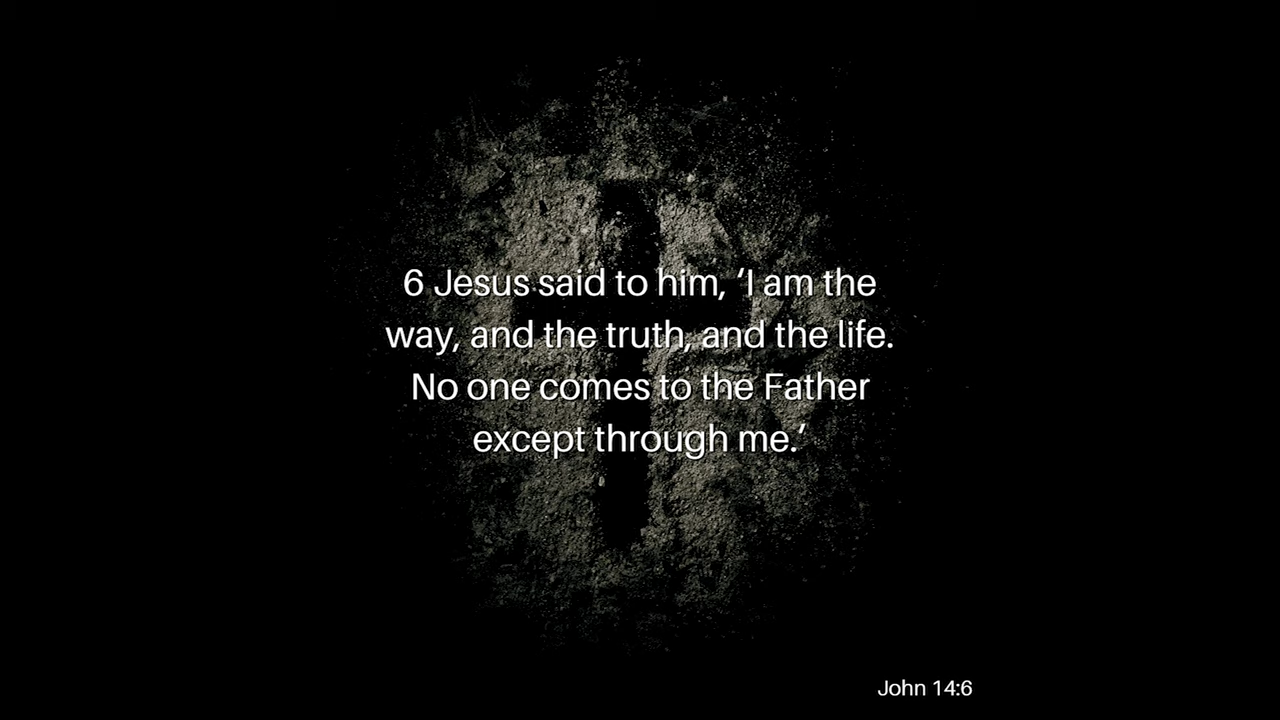 6 Jesus said to him, ‘I am the
way, and the truth, and the life.
No one comes to the Father
except through me.’
John 14:6